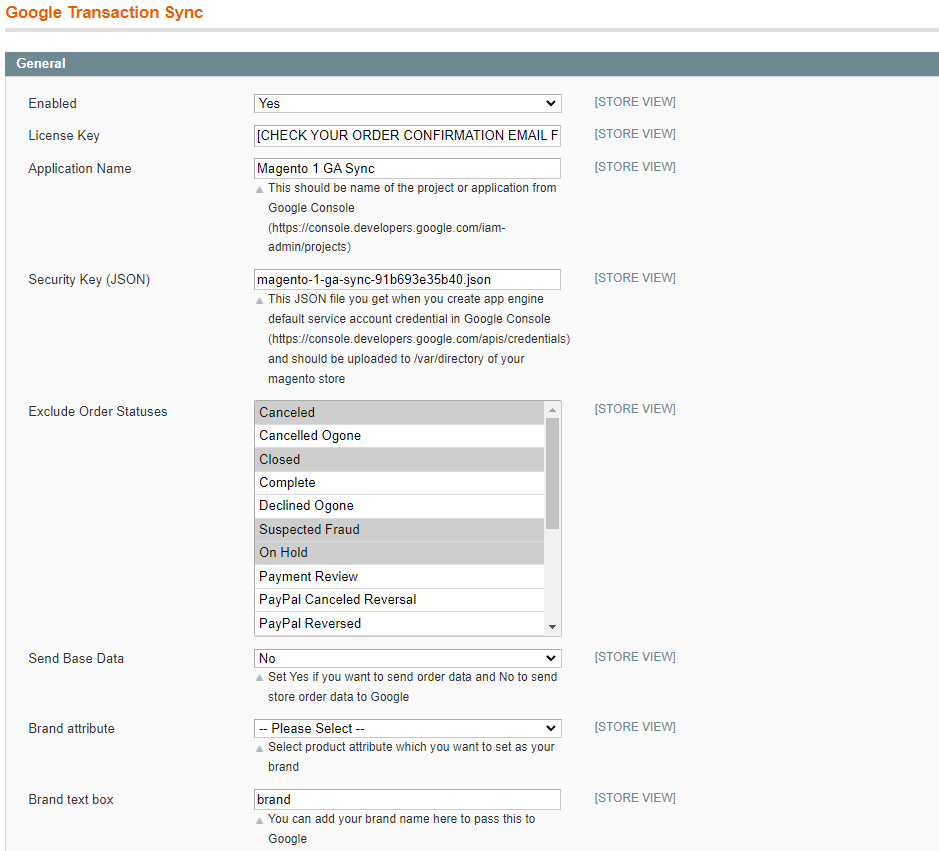 Google Transaction Sync
General
Enabled Yes [STORE VIEW]
License Key [CHECK YOUR ORDER CONFIRMATION EMAIL F [STORE VIEW]
Application Name Magento 1 GA Sync [STORE VIEW]
This should be name of the project or application from
Google Console
(https://console.developers.google.com/iam-
admin/projects)
Security Key (JSON) magento-1-ga-sync-91b693e35b40.json [STORE VIEW]
This JSON file you get when you create app engine
default service account credential in Google Console
(https://console.developers.google.com/apis/credentials)
and should be uploaded to /var/directory of your
magento store
Exclude Order Statuses Canceled [STORE VIEW]
Cancelled Ogone
Closed
Complete
Declined Ogone
Suspected Fraud
On Hold
Payment Review
PayPal Canceled Reversal
PayPal Reversed
Send Base Data No [STORE VIEW]
Set Yes if you want to send order data and No to send
store order data to Google
Brand attribute -- Please Select -- [STORE VIEW]
Select product attribute which you want to set as your
brand
Brand text box brand [STORE VIEW]
You can add your brand name here to pass this to
Google